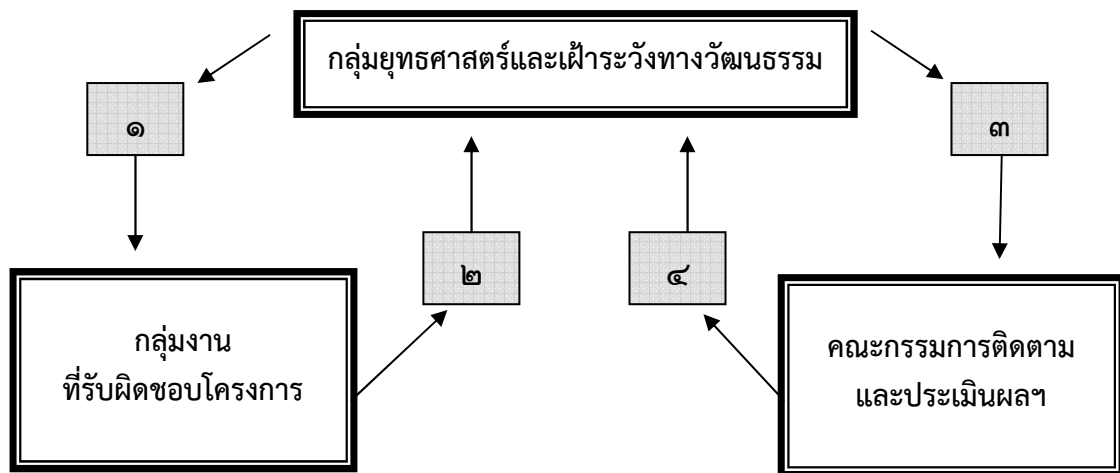 กลุ่มยุทธศาสตร์และเฝ้าระวังทางวัฒนธรรม
๑
๓
๒
๔
กลุ่มงาน
ที่รับผิดชอบโครงการ
คณะกรรมการติดตาม
และประเมินผลฯ